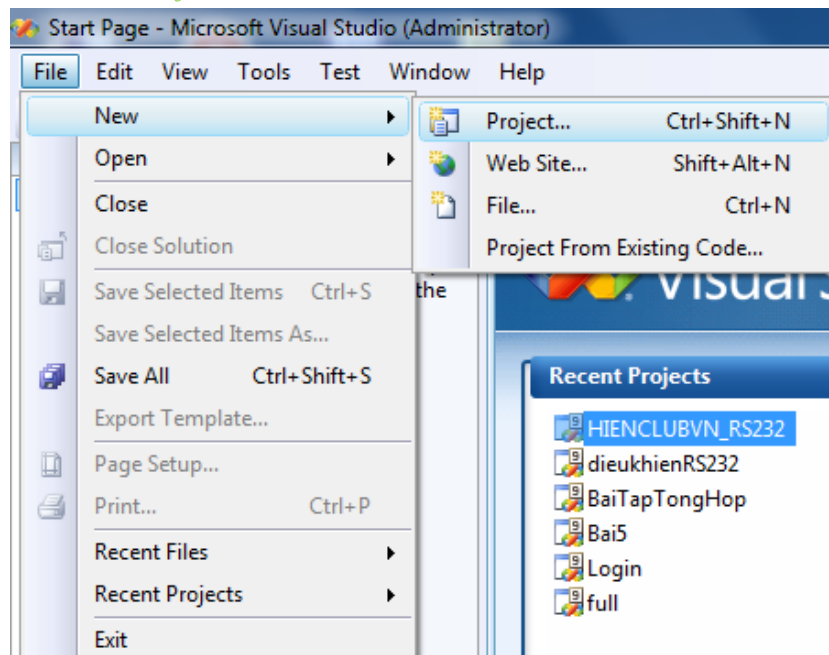 Start Page - Microsoft Visual Studio (Administrator)
File Edit View Tools Test Window Help
New
Open
Close
Close Solution
Save Selected Items Ctrl+S
Save Selected Items As...
Save All Ctrl+Shift+S
Export Template...
Page Setup...
Print... Ctrl+P
Recent Files
Recent Projects
Exit
Project... Ctrl+Shift+N
Web Site... Shift+Alt+N
File... Ctrl+N
Project From Existing Code...
the
Visual
Recent Projects
HIENCLUBVN_RS232
dieukhienRS232
BaiTapTongHop
Bai5
Login
full